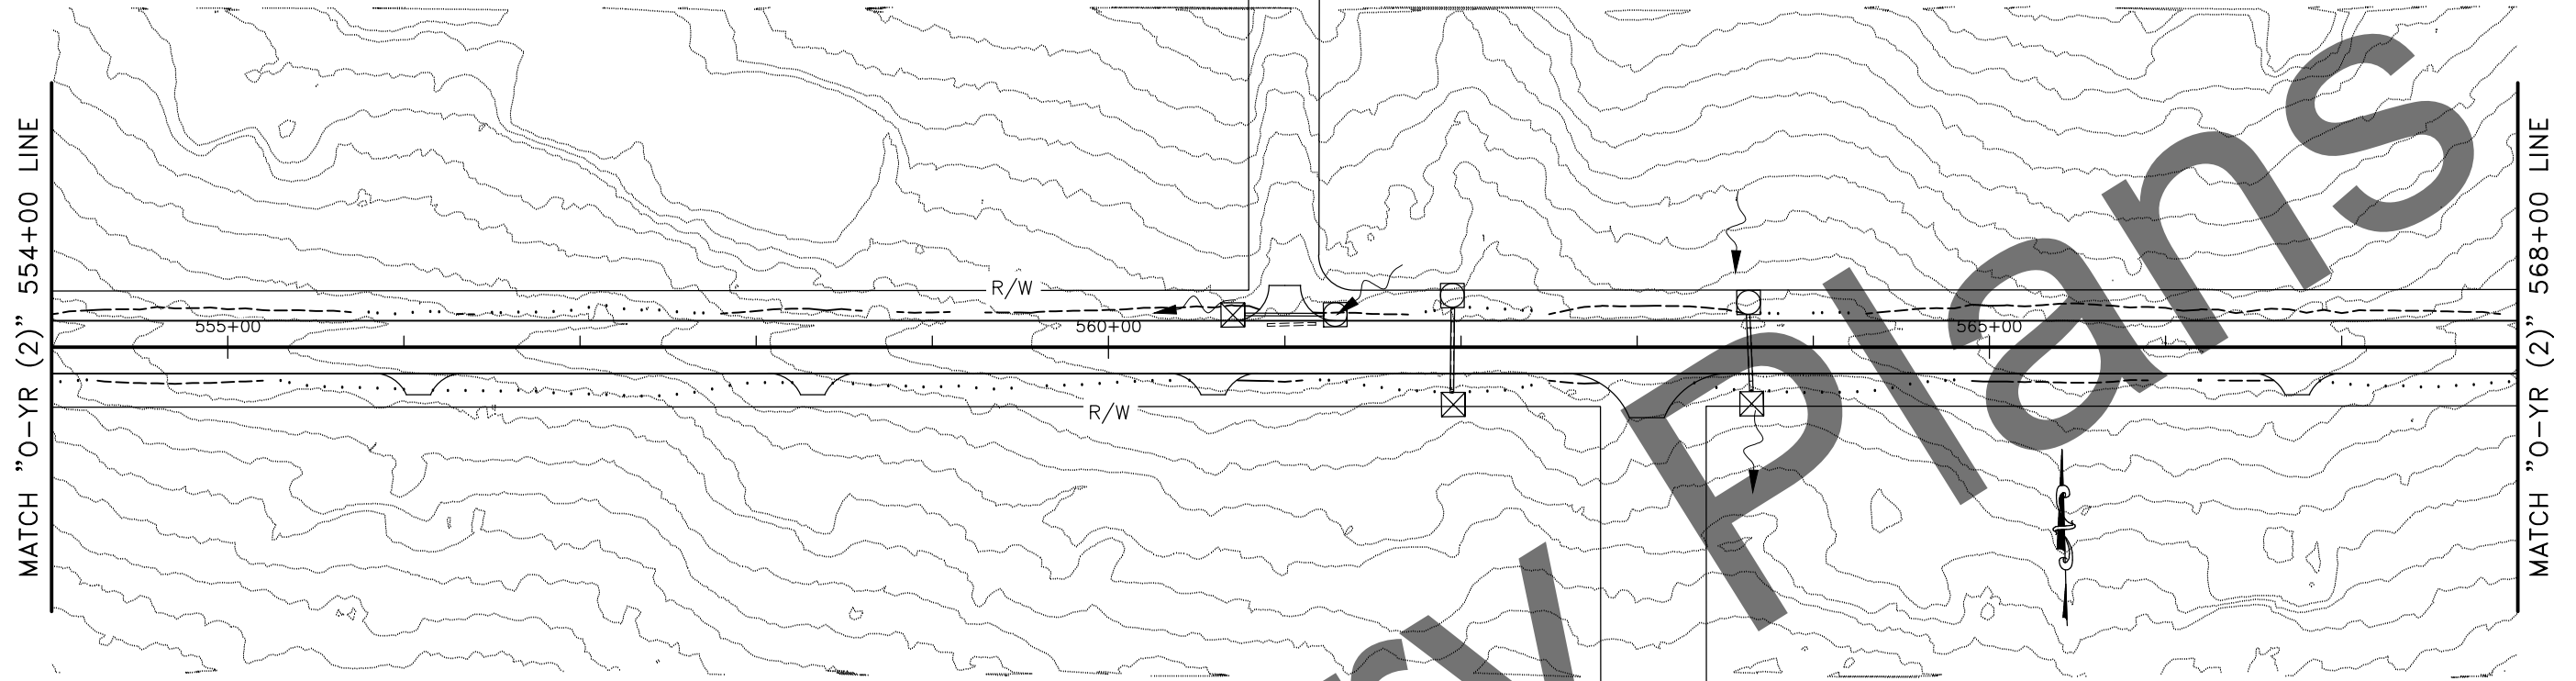 MATCH "O-YR (2)" 554+00 LINE
R/W
555+00
560+00
565+00
R/W
MATCH "O-YR (2)" 568+00 LINE
y Plans